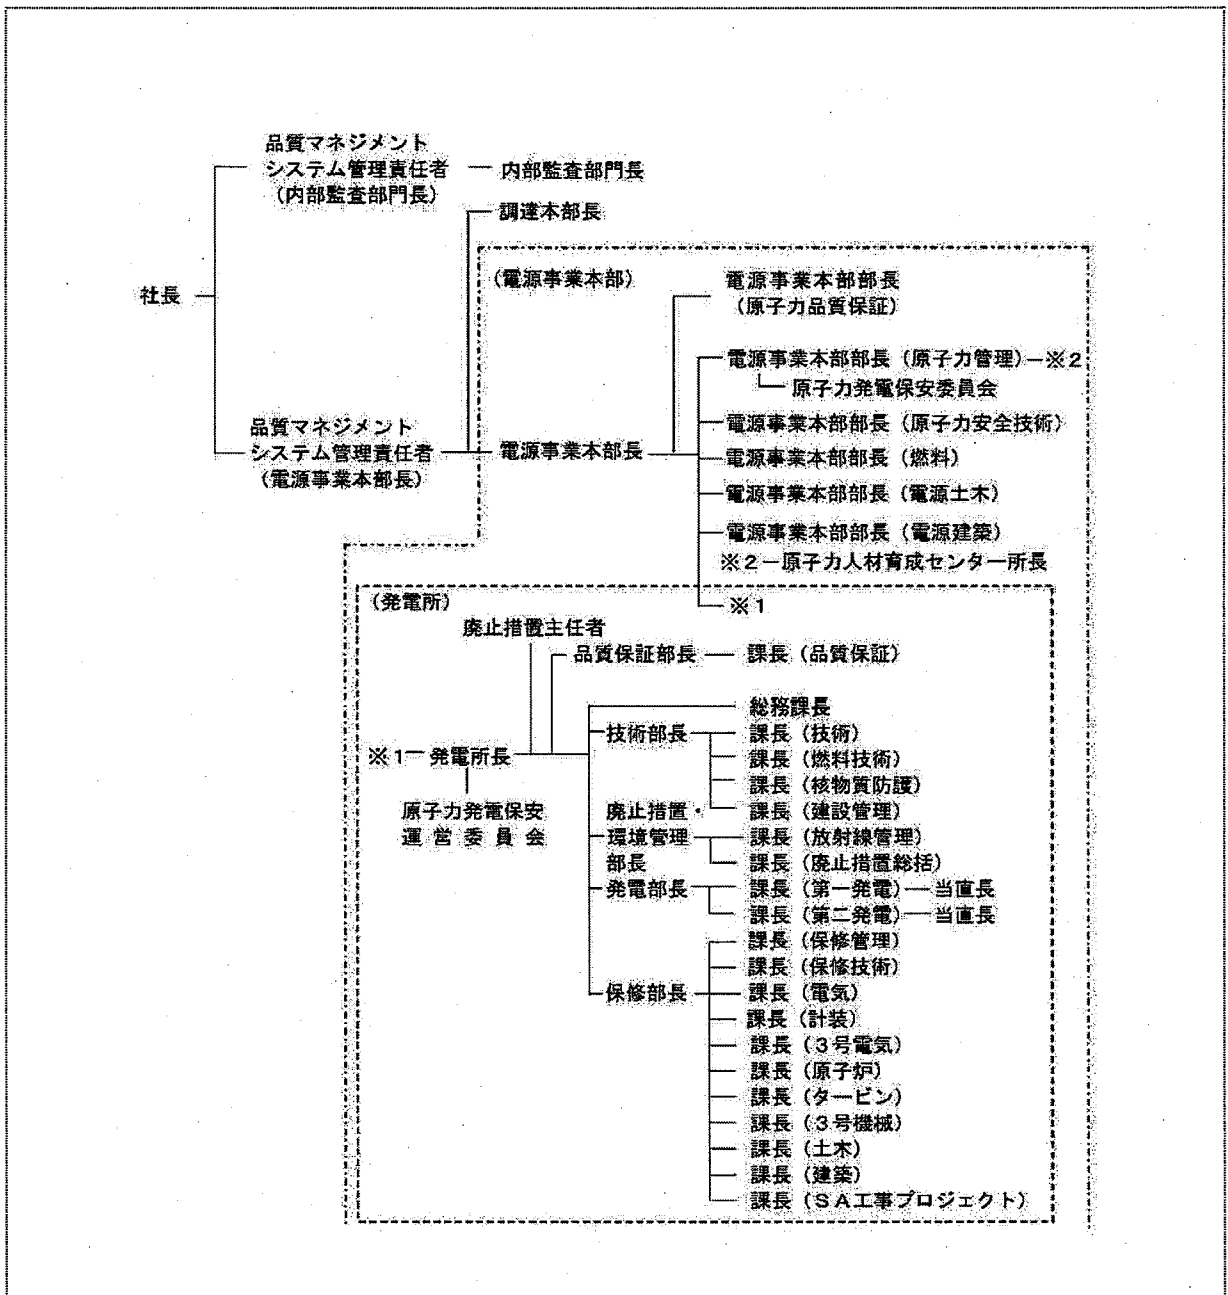 品質マネジメント
システム管理責任者
(内部監査部門長)
内部監査部門長
調達本部長
社長
(電源事業本部)
電源事業本部部長
(原子力品質保証)
電源事業本部部長(原子力管理)-※2
原子力発電保安委員会
品質マネジメント
システム管理責任者
(電源事業本部長)
電源事業本部長
電源事業本部部長(原子力安全技術)
電源事業本部部長(燃料)
電源事業本部部長(電源土木)
電源事業本部部長(電源建築)
※2-原子力人材育成センター所長
※1
(発電所)
廃止措置主任者
品質保証部長
課長(品質保証)
※1-発電所長
原子力発電保安
運営委員会
総務課長
技術部長
課長(技術)
課長(燃料技術)
課長(核物質防護)
課長(建設管理)
廃止措置・
環境管理
部長
課長(放射線管理)
課長(廃止措置総括)
発電部長
課長(第一発電)-当直長
課長(第二発電)-当直長
保修部長
課長(保修管理)
課長(保修技術)
課長(電気)
課長(計装)
課長(3号電気)
課長(原子炉)
課長(タービン)
課長(3号機械)
課長(土木)
課長(建築)
課長(SA工事プロジェクト)